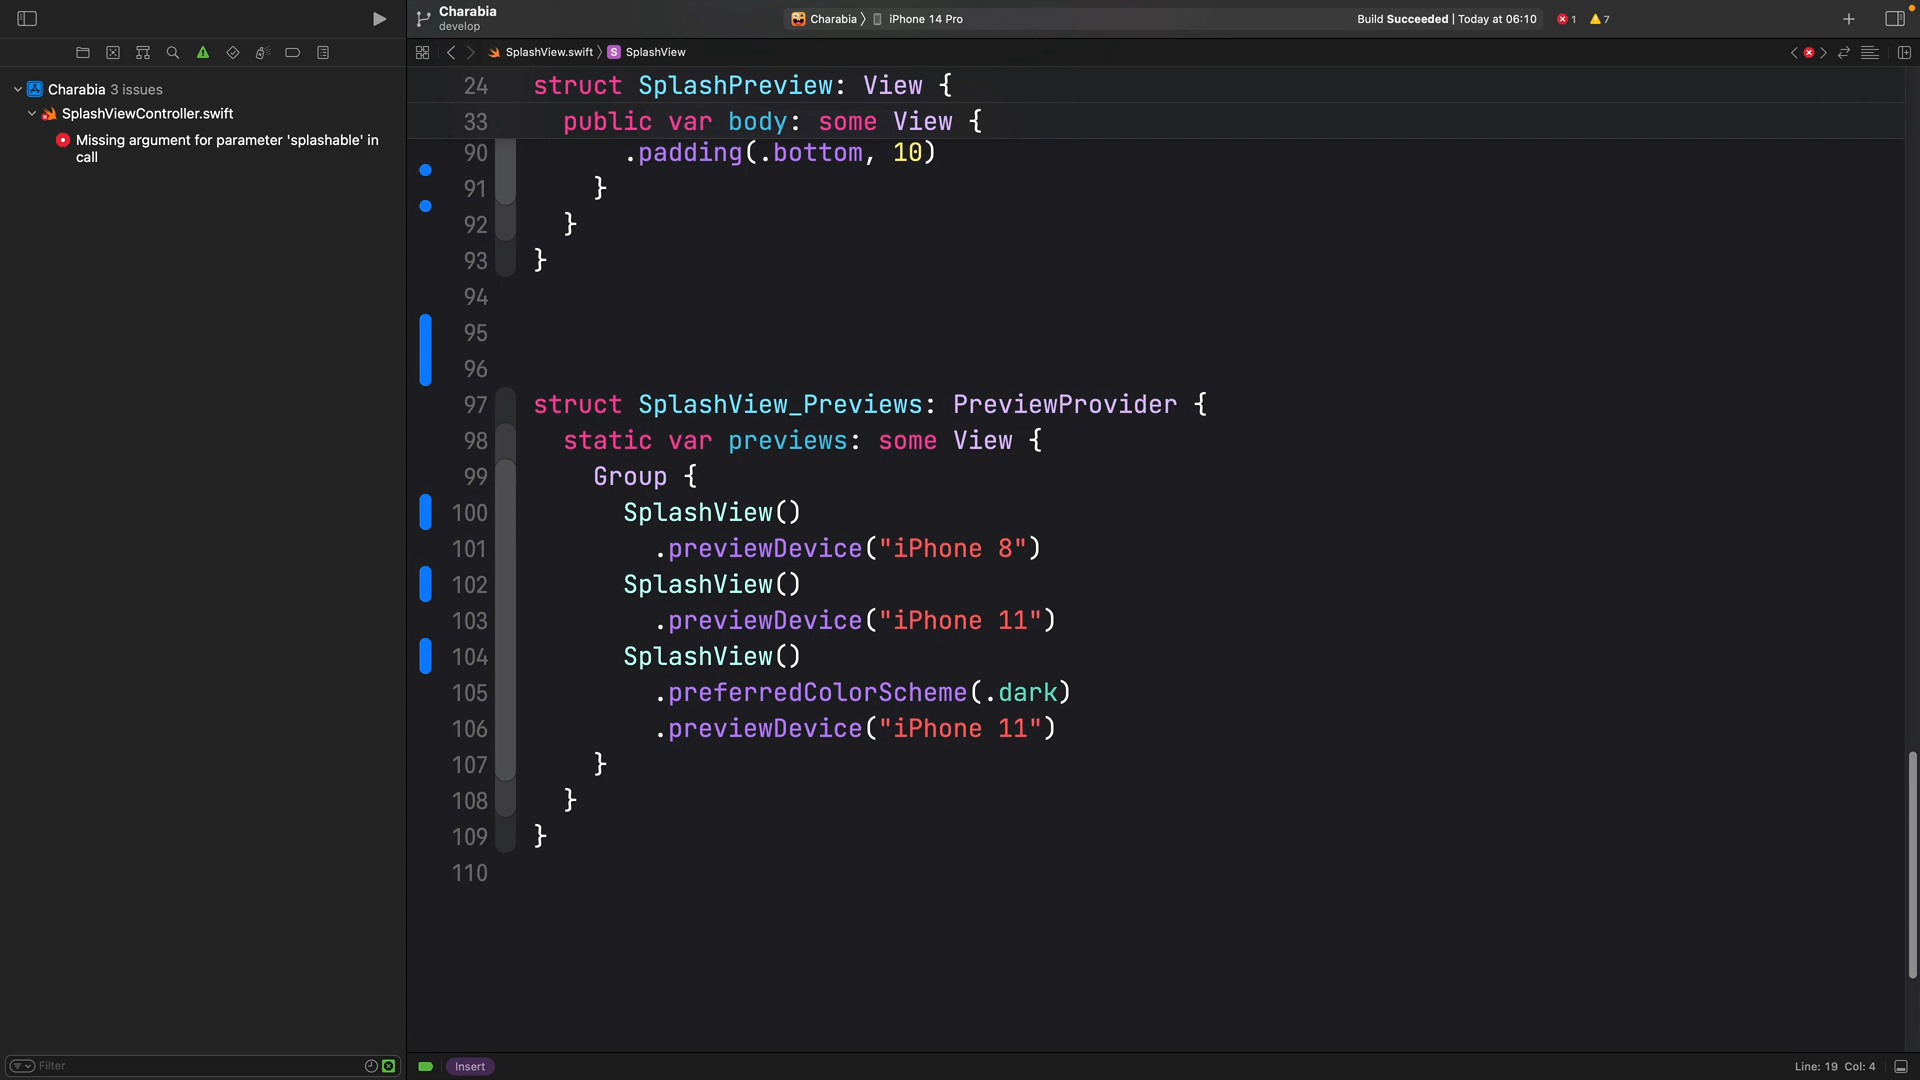 Charabia
develop
Charabia 〉 iPhone 14 Pro
Build Succeeded | Today at 06:10
1
7
SplashView.swift 〉 S SplashView
Charabia 3 issues
SplashViewController.swift
Missing argument for parameter 'splashable' in
call
24 struct SplashPreview: View {
33 public var body: some View {
90 .padding(.bottom, 10)
91 }
92 }
93 }
94
95
96
97 struct SplashView_Previews: PreviewProvider {
98 static var previews: some View {
99 Group {
100 SplashView()
101 .previewDevice("iPhone 8")
102 SplashView()
103 .previewDevice("iPhone 11")
104 SplashView()
105 .preferredColorScheme(.dark)
106 .previewDevice("iPhone 11")
107 }
108 }
109 }
110
Filter
Insert
Line: 19 Col: 4